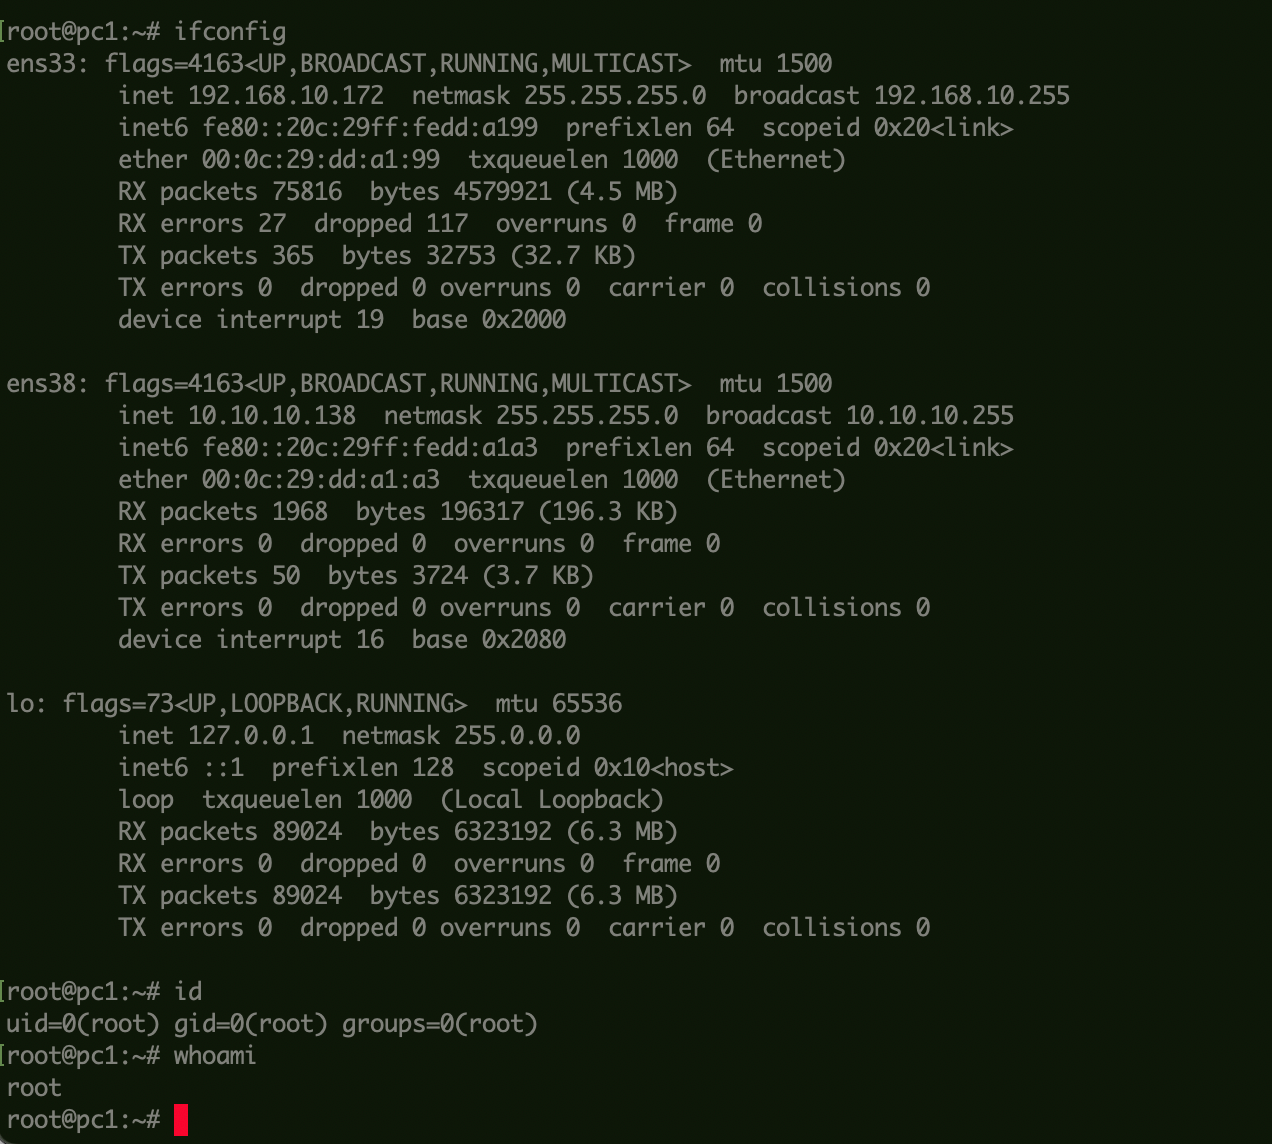 [root@pc1:~# ifconfig
ens33: flags=4163<UP,BROADCAST,RUNNING,MULTICAST>  mtu 1500
        inet 192.168.10.172  netmask 255.255.255.0  broadcast 192.168.10.255
        inet6 fe80::20c:29ff:fedd:a199  prefixlen 64  scopeid 0x20<link>
        ether 00:0c:29:dd:a1:99  txqueuelen 1000  (Ethernet)
        RX packets 75816  bytes 4579921 (4.5 MB)
        RX errors 27  dropped 117  overruns 0  frame 0
        TX packets 365  bytes 32753 (32.7 KB)
        TX errors 0  dropped 0 overruns 0  carrier 0  collisions 0
        device interrupt 19  base 0x2000

ens38: flags=4163<UP,BROADCAST,RUNNING,MULTICAST>  mtu 1500
        inet 10.10.10.138  netmask 255.255.255.0  broadcast 10.10.10.255
        inet6 fe80::20c:29ff:fedd:a1a3  prefixlen 64  scopeid 0x20<link>
        ether 00:0c:29:dd:a1:a3  txqueuelen 1000  (Ethernet)
        RX packets 1968  bytes 196317 (196.3 KB)
        RX errors 0  dropped 0  overruns 0  frame 0
        TX packets 50  bytes 3724 (3.7 KB)
        TX errors 0  dropped 0 overruns 0  carrier 0  collisions 0
        device interrupt 16  base 0x2080

lo: flags=73<UP,LOOPBACK,RUNNING>  mtu 65536
        inet 127.0.0.1  netmask 255.0.0.0
        inet6 ::1  prefixlen 128  scopeid 0x10<host>
        loop  txqueuelen 1000  (Local Loopback)
        RX packets 89024  bytes 6323192 (6.3 MB)
        RX errors 0  dropped 0  overruns 0  frame 0
        TX packets 89024  bytes 6323192 (6.3 MB)
        TX errors 0  dropped 0 overruns 0  carrier 0  collisions 0

[root@pc1:~# id
uid=0(root) gid=0(root) groups=0(root)
[root@pc1:~# whoami
root
root@pc1:~#